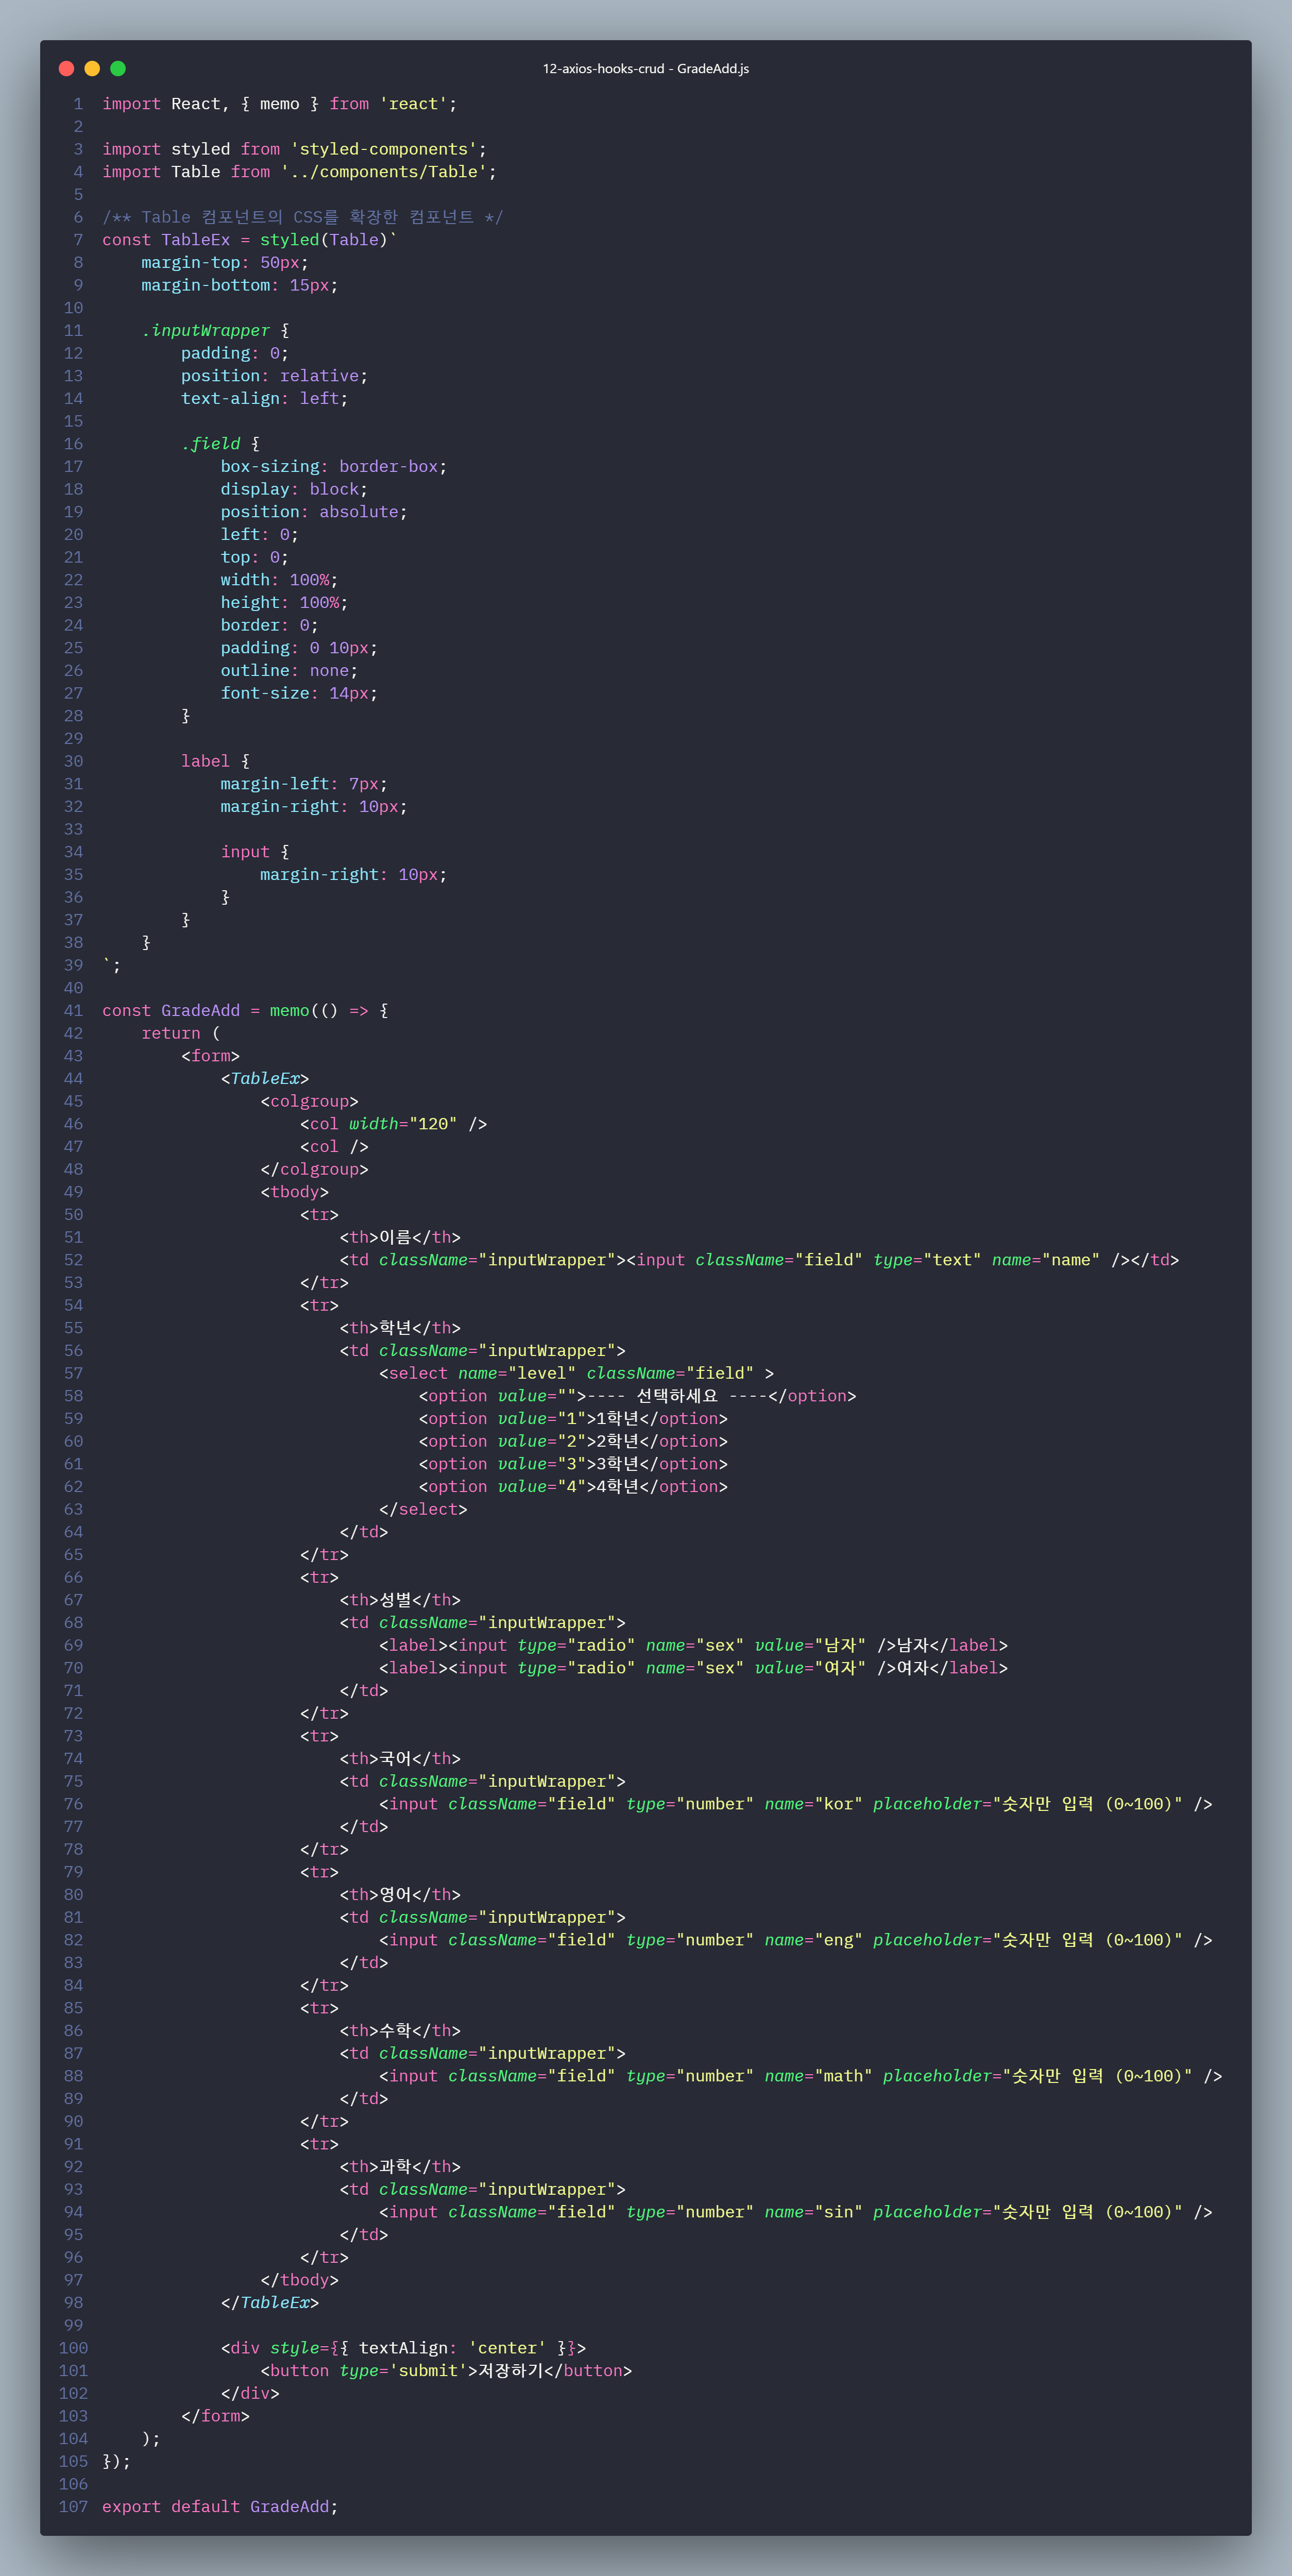 12-axios-hooks-crud - GradeAdd.js
1 import React, { memo } from 'react';
2
3 import styled from 'styled-components';
4 import Table from '../components/Table';
5
6 /** Table 컴포넌트의 CSS를 확장한 컴포넌트 */
7 const TableEx = styled(Table)`
8     margin-top: 50px;
9     margin-bottom: 15px;
10
11     .inputWrapper {
12         padding: 0;
13         position: relative;
14         text-align: left;
15
16         .field {
17             box-sizing: border-box;
18             display: block;
19             position: absolute;
20             left: 0;
21             top: 0;
22             width: 100%;
23             height: 100%;
24             border: 0;
25             padding: 0 10px;
26             outline: none;
27             font-size: 14px;
28         }
29
30         label {
31             margin-left: 7px;
32             margin-right: 10px;
33
34             input {
35                 margin-right: 10px;
36             }
37         }
38     }
39 `;
40
41 const GradeAdd = memo(() => {
42     return (
43         <form>
44             <TableEx>
45                 <colgroup>
46                     <col width="120" />
47                     <col />
48                 </colgroup>
49                 <tbody>
50                     <tr>
51                         <th>이름</th>
52                         <td className="inputWrapper"><input className="field" type="text" name="name" /></td>
53                     </tr>
54                     <tr>
55                         <th>학년</th>
56                         <td className="inputWrapper">
57                             <select name="level" className="field" >
58                                 <option value="">---- 선택하세요 ----</option>
59                                 <option value="1">1학년</option>
60                                 <option value="2">2학년</option>
61                                 <option value="3">3학년</option>
62                                 <option value="4">4학년</option>
63                             </select>
64                         </td>
65                     </tr>
66                     <tr>
67                         <th>성별</th>
68                         <td className="inputWrapper">
69                             <label><input type="radio" name="sex" value="남자" />남자</label>
70                             <label><input type="radio" name="sex" value="여자" />여자</label>
71                         </td>
72                     </tr>
73                     <tr>
74                         <th>국어</th>
75                         <td className="inputWrapper">
76                             <input className="field" type="number" name="kor" placeholder="숫자만 입력 (0~100)" />
77                         </td>
78                     </tr>
79                     <tr>
80                         <th>영어</th>
81                         <td className="inputWrapper">
82                             <input className="field" type="number" name="eng" placeholder="숫자만 입력 (0~100)" />
83                         </td>
84                     </tr>
85                     <tr>
86                         <th>수학</th>
87                         <td className="inputWrapper">
88                             <input className="field" type="number" name="math" placeholder="숫자만 입력 (0~100)" />
89                         </td>
90                     </tr>
91                     <tr>
92                         <th>과학</th>
93                         <td className="inputWrapper">
94                             <input className="field" type="number" name="sin" placeholder="숫자만 입력 (0~100)" />
95                         </td>
96                     </tr>
97                 </tbody>
98             </TableEx>
99
100             <div style={{ textAlign: 'center' }}>
101                 <button type='submit'>저장하기</button>
102             </div>
103         </form>
104     );
105 });
106
107 export default GradeAdd;